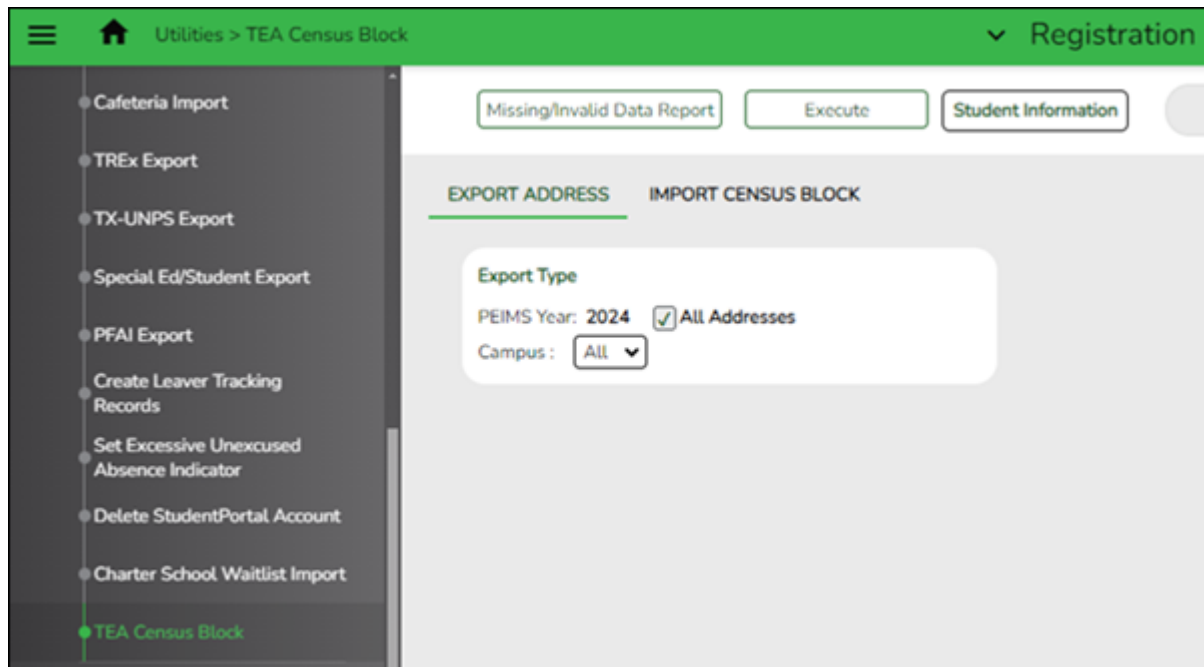 Utilities > TEA Census Block
Registration
Cafeteria Import
TREx Export
TX-UNPS Export
Special Ed/Student Export
PFAI Export
Create Leaver Tracking
Records
Set Excessive Unexcused
Absence Indicator
Delete StudentPortal Account
Charter School Waitlist Import
TEA Census Block
Missing/Invalid Data Report
Execute
Student Information
EXPORT ADDRESS
IMPORT CENSUS BLOCK
Export Type
PEIMS Year: 2024 All Addresses
Campus : All